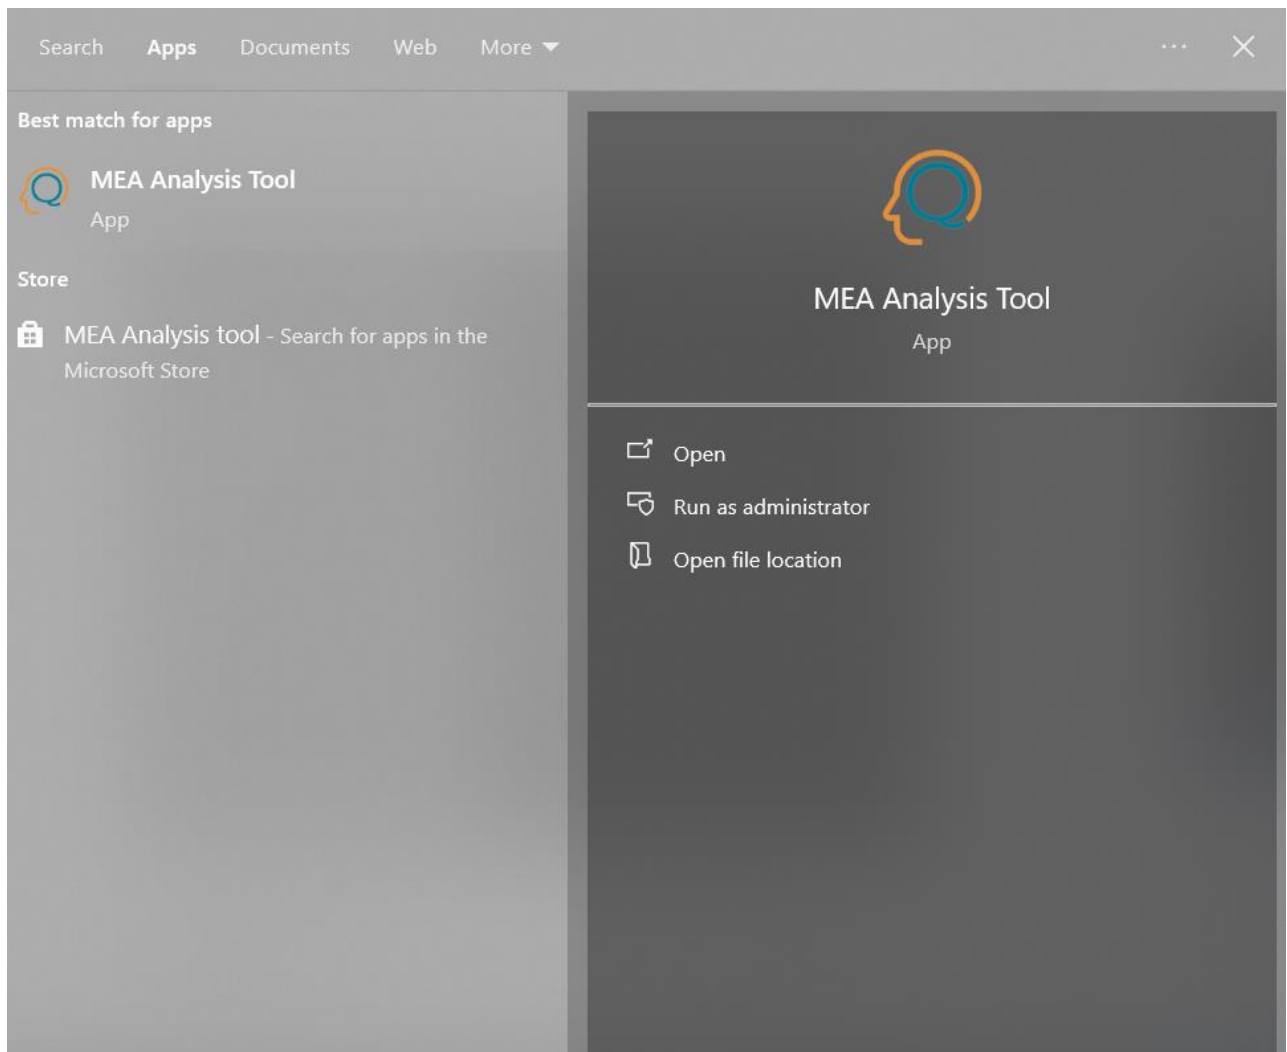 Search Apps Documents Web More
Best match for apps
MEA Analysis Tool
App
Store
MEA Analysis tool - Search for apps in the
Microsoft Store
MEA Analysis Tool
App
Open
Run as administrator
Open file location